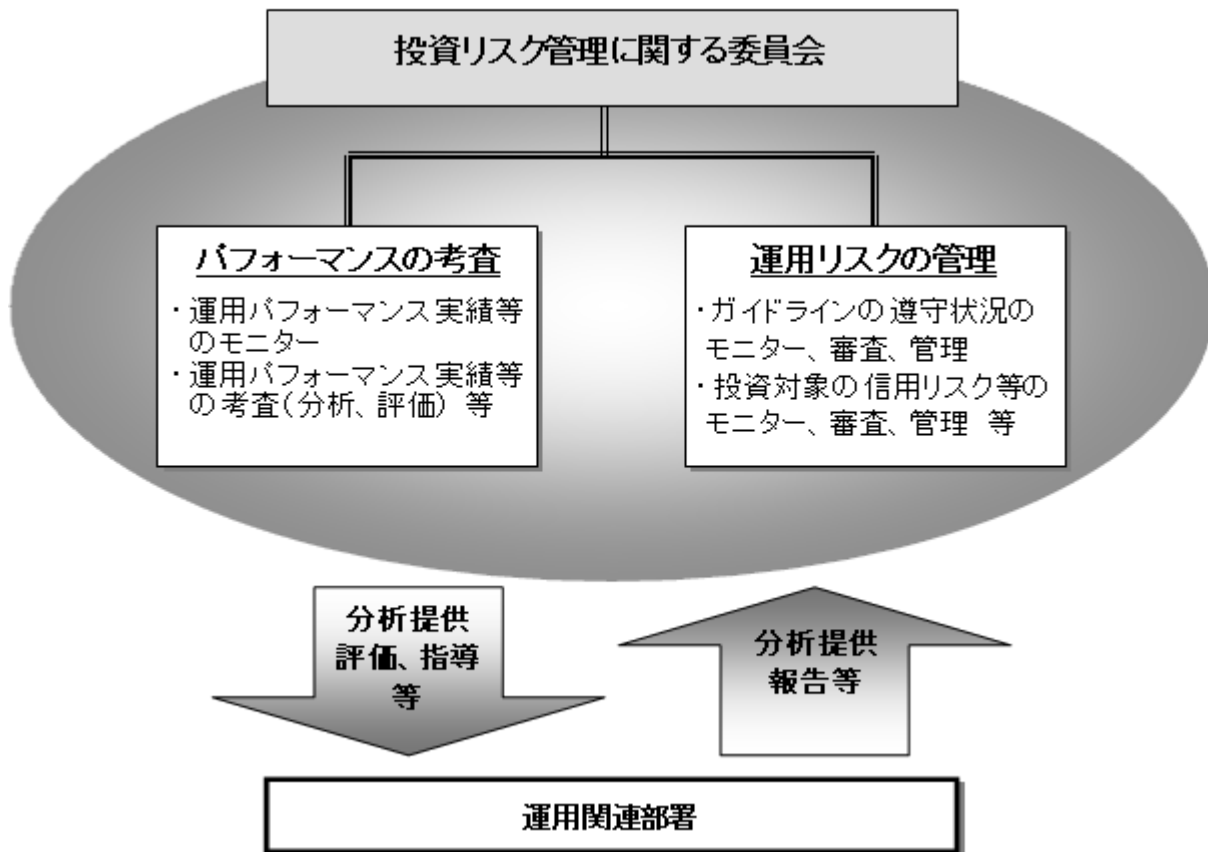 投資リスク管理に関する委員会
パフォーマンスの考査
・運用パフォーマンス実績等
のモニター
・運用パフォーマンス実績等
の考査(分析、評価) 等
運用リスクの管理
・ガイドラインの遵守状況の
モニター、審査、管理
・投資対象の信用リスク等の
モニター、審査、管理 等
分析提供
評価、指導
等
分析提供
報告等
運用関連部署